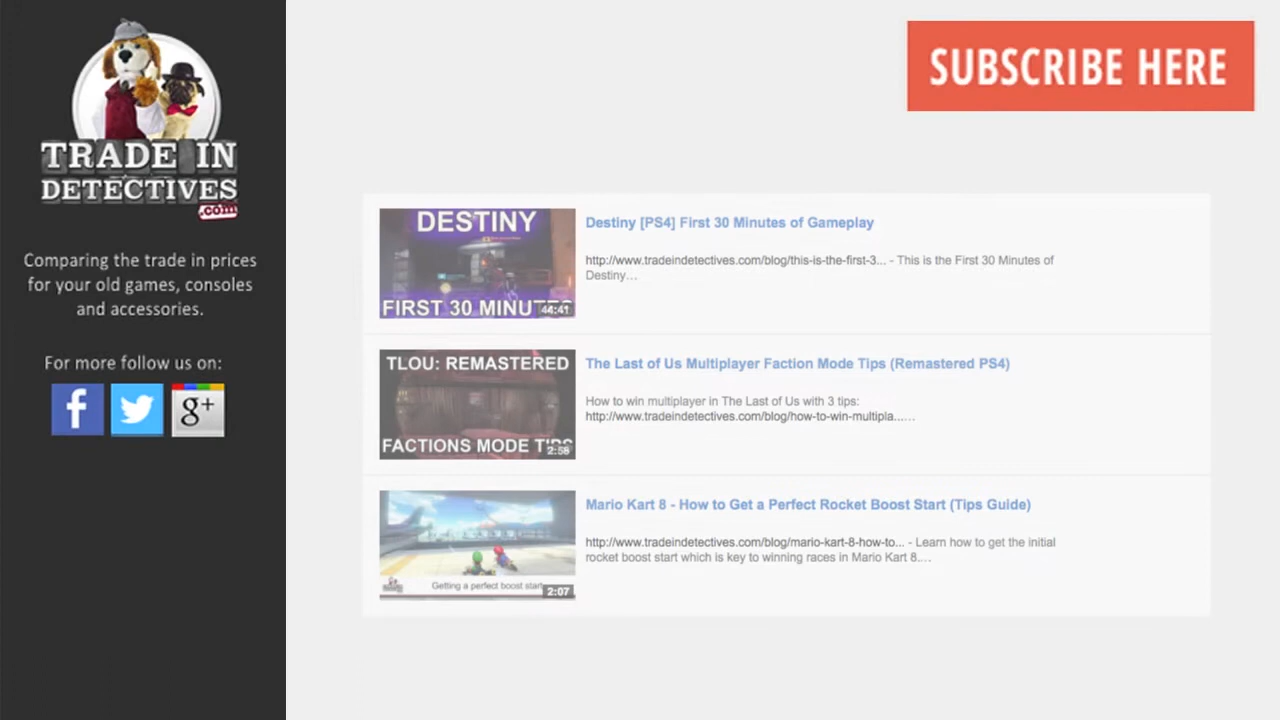 TRADE IN
DETECTIVES
.com
Comparing the trade in prices
for your old games, consoles
and accessories.
For more follow us on:
f
g+
SUBSCRIBE HERE
DESTINY
FIRST 30 MINUTES
44:41
Destiny [PS4] First 30 Minutes of Gameplay
http://www.tradeindetectives.com/blog/this-is-the-first-3... - This is the First 30 Minutes of
Destiny...
TLOU: REMASTERED
FACTIONS MODE TIPS
2:58
The Last of Us Multiplayer Faction Mode Tips (Remastered PS4)
How to win multiplayer in The Last of Us with 3 tips:
http://www.tradeindetectives.com/blog/how-to-win-multipla......
Getting a perfect boost start
2:07
Mario Kart 8 - How to Get a Perfect Rocket Boost Start (Tips Guide)
http://www.tradeindetectives.com/blog/mario-kart-8-how-to... - Learn how to get the initial
rocket boost start which is key to winning races in Mario Kart 8....